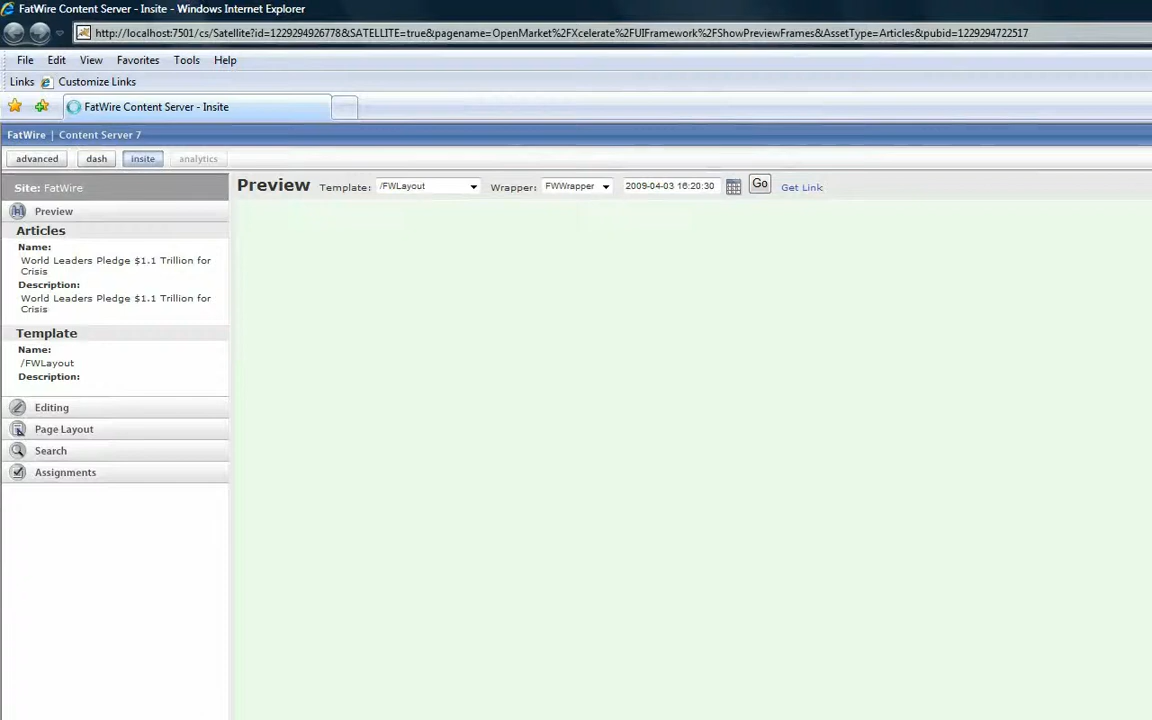 FatWire Content Server - Insite - Windows Internet Explorer
http://localhost:7501/cs/Satellite?id=1229294926778&SATELLITE=true&pagename=OpenMarket%2FXcelerate%2FUIFramework%2FShowPreviewFrames&AssetType=Articles&pubid=1229294722517
File Edit View Favorites Tools Help
Links Customize Links
FatWire Content Server - Insite
FatWire | Content Server 7
advanced dash insite analytics
Site: FatWire
Preview Template: /FWLayout Wrapper: FWWrapper 2009-04-03 16:20:30 Go Get Link
Preview
Articles
Name:
World Leaders Pledge $1.1 Trillion for
Crisis
Description:
World Leaders Pledge $1.1 Trillion for
Crisis
Template
Name:
/FWLayout
Description:
Editing
Page Layout
Search
Assignments